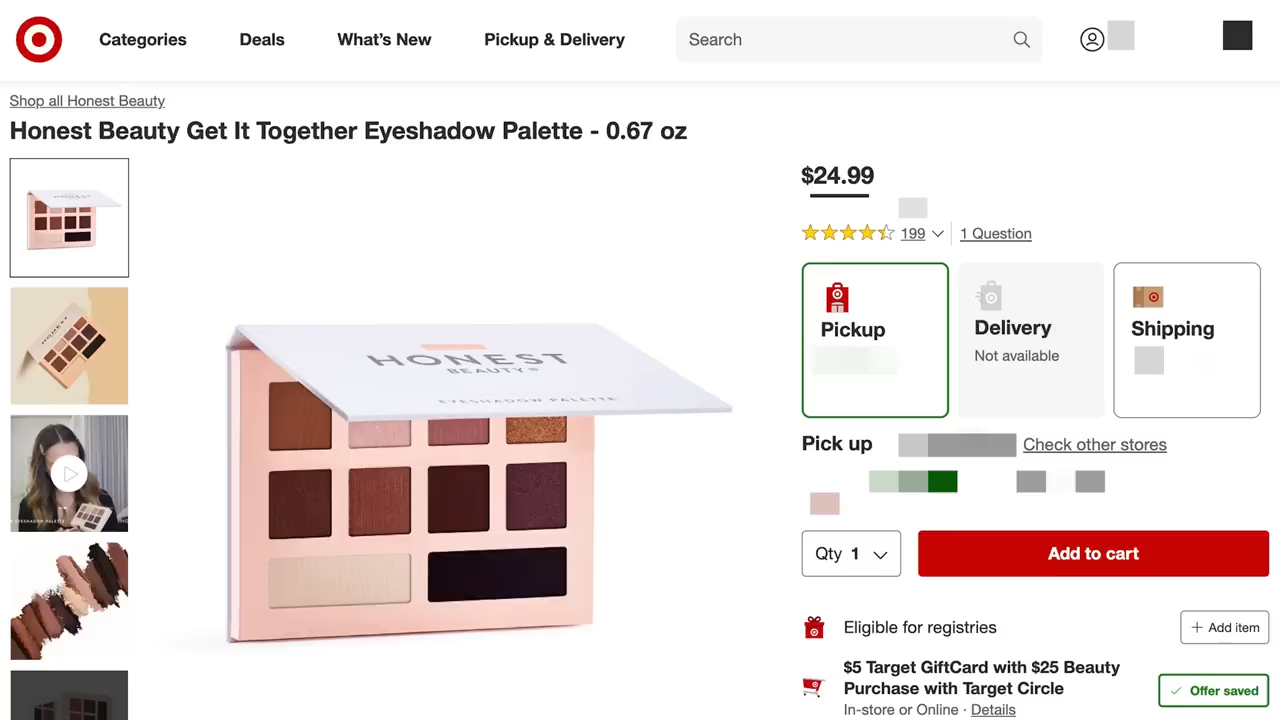 Categories
Deals
What's New
Pickup & Delivery
Search
Shop all Honest Beauty
Honest Beauty Get It Together Eyeshadow Palette - 0.67 oz
$24.99
199
1 Question
Pickup
Delivery
Not available
Shipping
HONEST
BEAUTY®
EYESHADOW PALETTE
HONEST
EYESHADOW PALETTE
Pick up
Check other stores
Qty 1
Add to cart
Eligible for registries
+ Add item
$5 Target GiftCard with $25 Beauty
Purchase with Target Circle
In-store or Online · Details
Offer saved